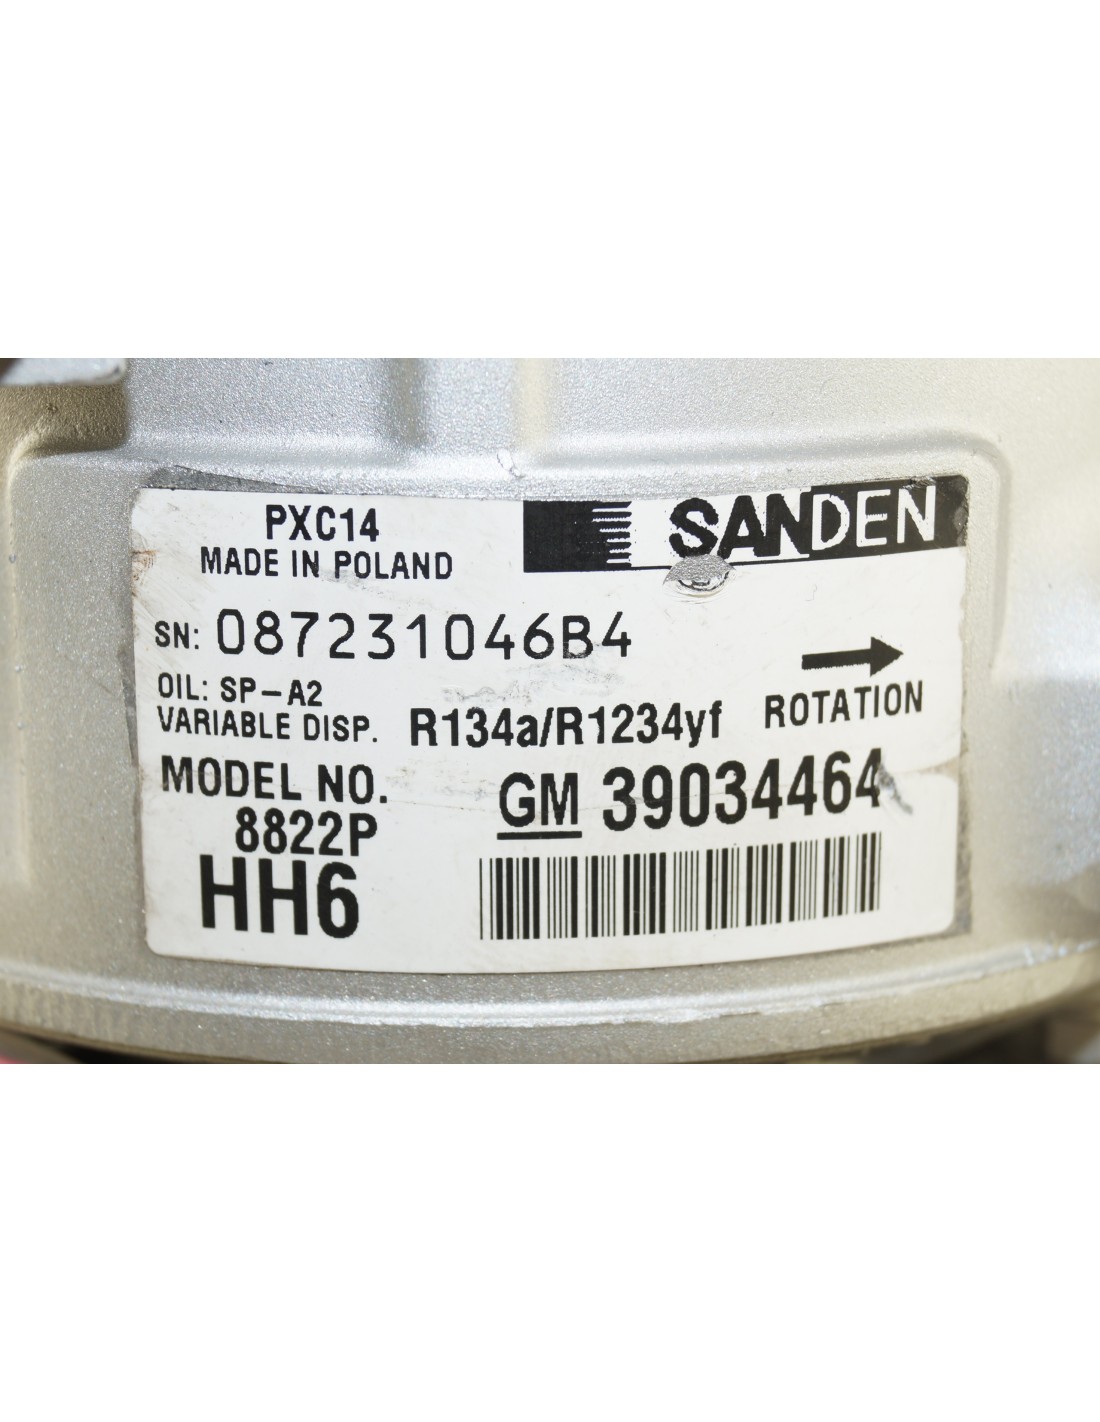 PXC14
MADE IN POLAND
SANDEN
SN: 087231046B4
OIL: SP-A2
VARIABLE DISP. R134a/R1234yf
ROTATION
MODEL NO.
8822P
GM 39034464
HH6